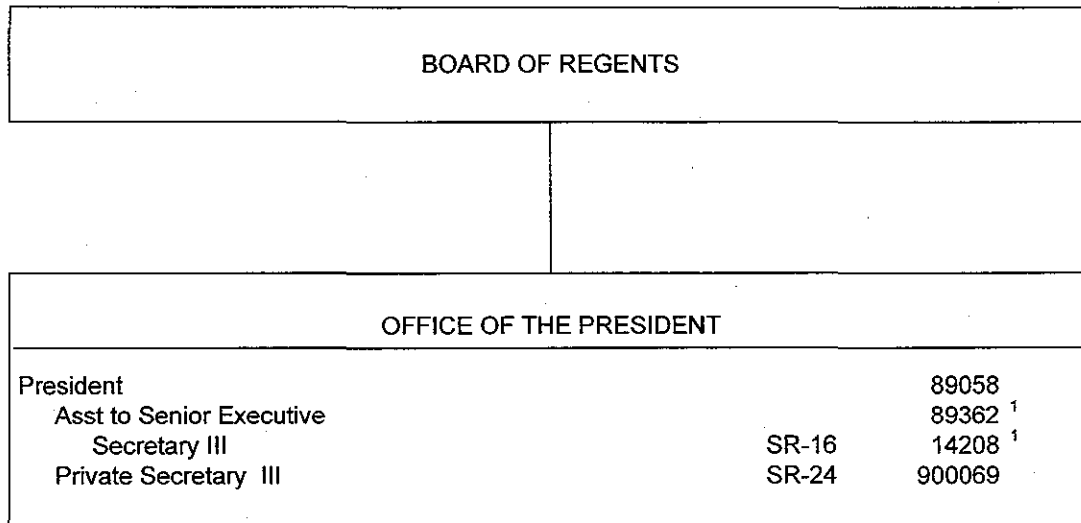 BOARD OF REGENTS
OFFICE OF THE PRESIDENT
President 89058
Asst to Senior Executive 89362 1
Secretary III SR-16 14208 1
Private Secretary III SR-24 900069